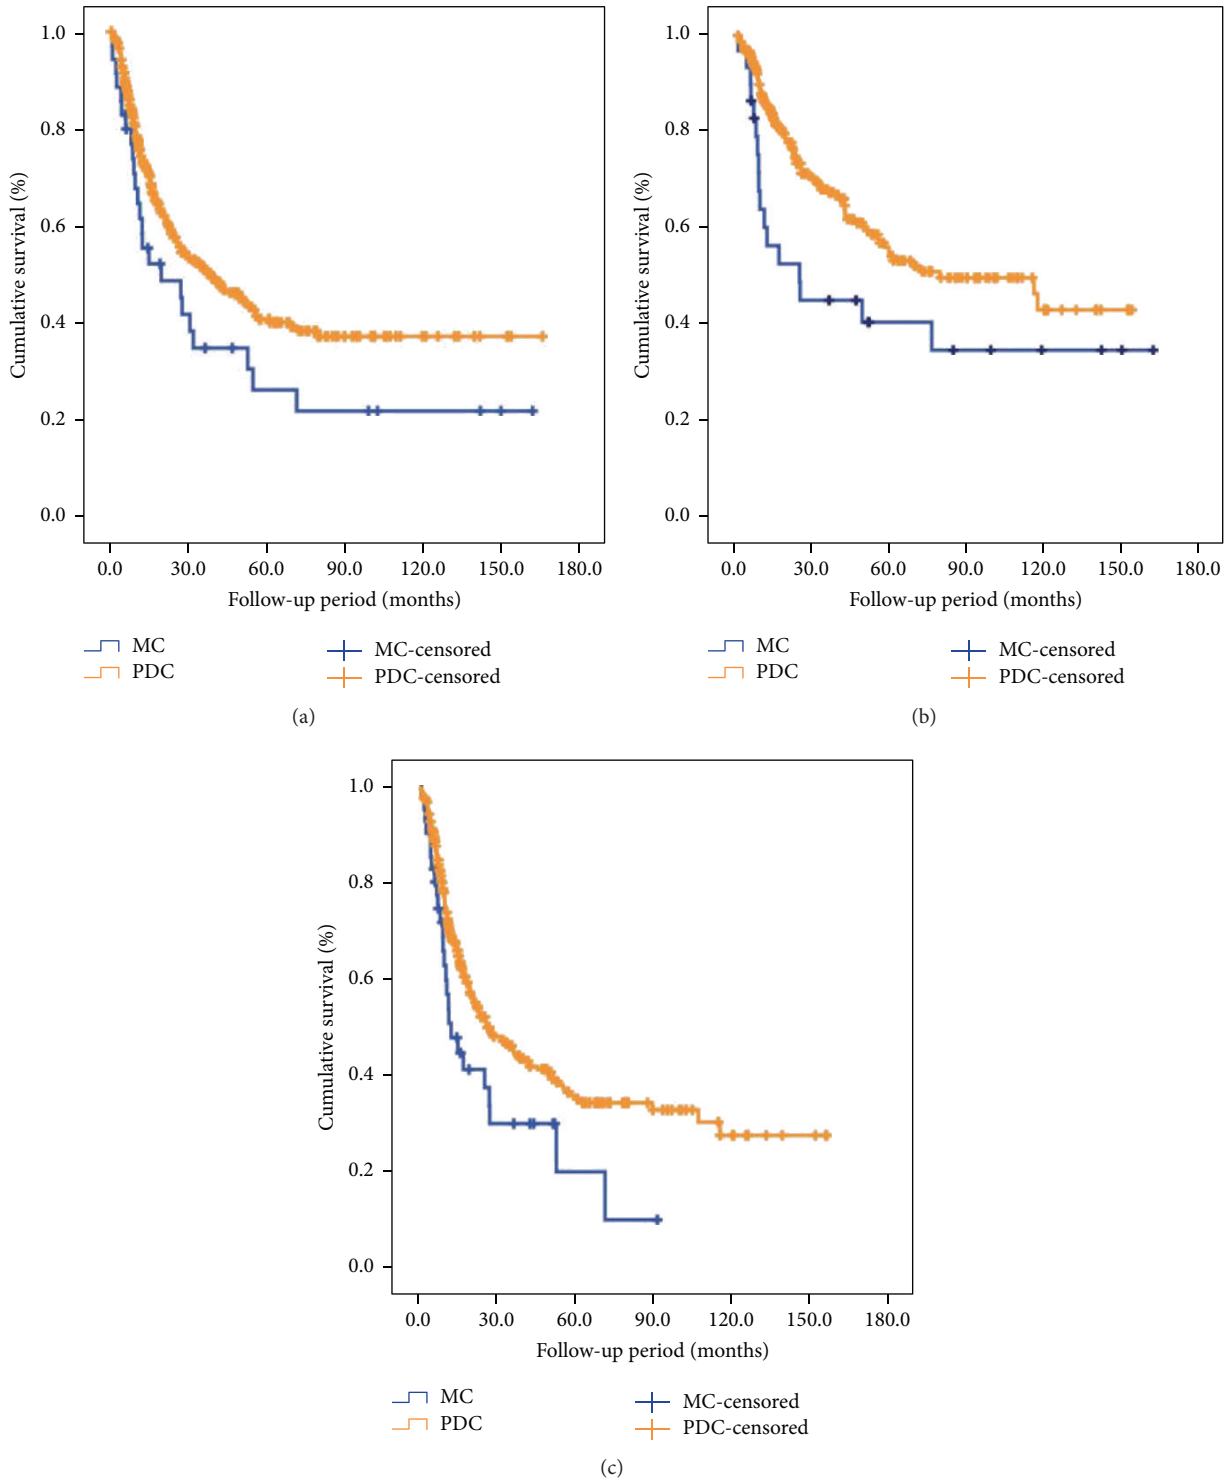 1.0
0.8
0.6
0.4
0.2
0.0
Cumulative survival (%)
0.0 30.0 60.0 90.0 120.0 150.0 180.0
Follow-up period (months)
MC MC-censored
PDC PDC-censored
(a)
1.0
0.8
0.6
0.4
0.2
0.0
Cumulative survival (%)
0.0 30.0 60.0 90.0 120.0 150.0 180.0
Follow-up period (months)
MC MC-censored
PDC PDC-censored
(b)
1.0
0.8
0.6
0.4
0.2
0.0
Cumulative survival (%)
0.0 30.0 60.0 90.0 120.0 150.0 180.0
Follow-up period (months)
MC MC-censored
PDC PDC-censored
(c)